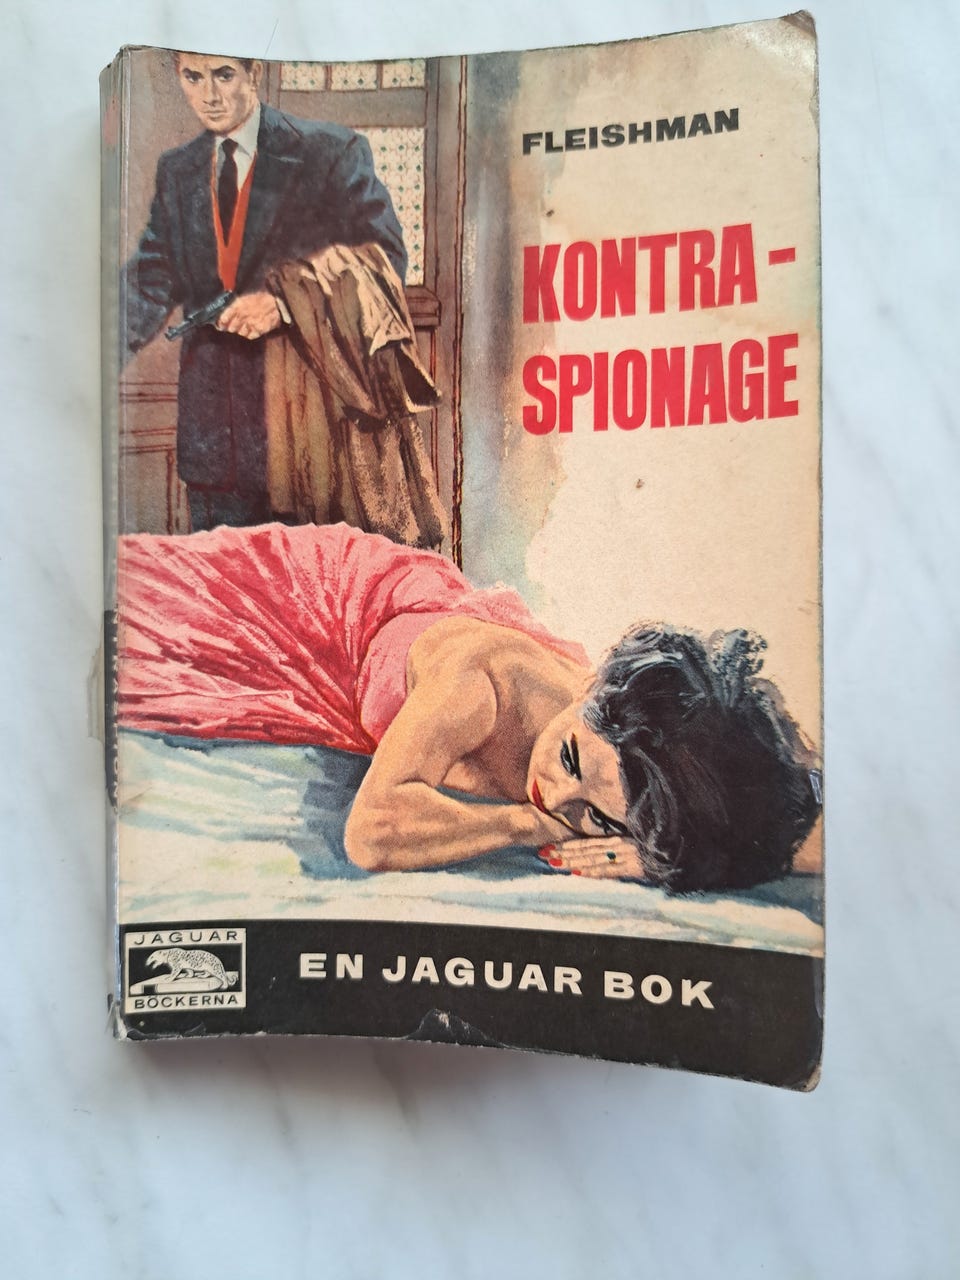 FLEISHMAN
KONTRA-
SPIONAGE
JAGUAR
BÖCKERNA
EN JAGUAR BOK